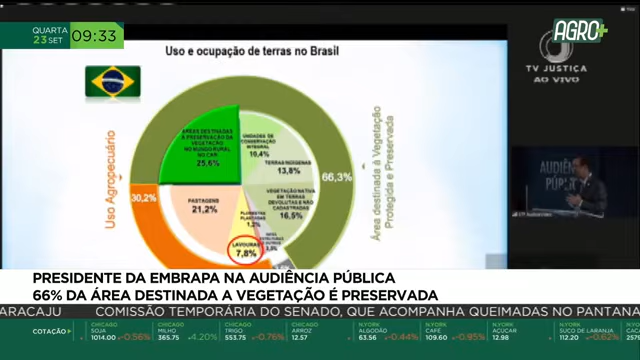 QUARTA
23 SET
09:33
AGRO+
Uso e ocupação de terras no Brasil
TV JUSTIÇA
AO VIVO
ÁREAS DESTINADAS
À PRESERVAÇÃO DA
VEGETAÇÃO
NO MUNDO RURAL
NO CAR
25,6%
UNIDADES DE
CONSERVAÇÃO
INTEGRAL
10,4%
TERRAS INDÍGENAS
13,8%
VEGETAÇÃO NATIVA
EM TERRAS
DEVOLUTAS E NÃO
CADASTRADAS
16,5%
66,3%
Área destinada à Vegetação
Protegida e Preservada
Uso Agropecuário
30,2%
PASTAGENS
21,2%
FLORESTAS
PLANTADAS
1,2%
LAVOURAS
7,8%
AUDIÊNCIA
PÚBLICA
PRESIDENTE DA EMBRAPA NA AUDIÊNCIA PÚBLICA
66% DA ÁREA DESTINADA A VEGETAÇÃO É PRESERVADA
ARACAJU COMISSÃO TEMPORÁRIA DO SENADO, QUE ACOMPANHA QUEIMADAS NO PANTANA
COTAÇÃO
CHICAGO
SOJA
1014.00 -0.56%
CHICAGO
MILHO
365.75 -4.20%
CHICAGO
TRIGO
553.75 -0.76%
CHICAGO
ARROZ
12.57
N.YORK
ALGODÃO
63.56 -0.44%
N.YORK
CAFÉ
109.60 -0.95%
N.YORK
AÇUCAR
12.98
N.YORK
SUCO DE LARANJA
112.20 -0.62%